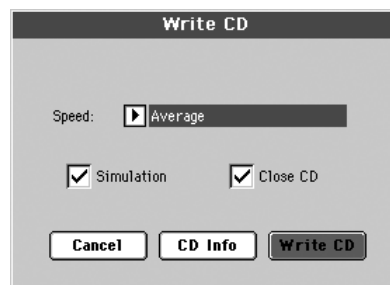 Write CD
Speed: Average
Simulation Close CD
Cancel CD Info Write CD